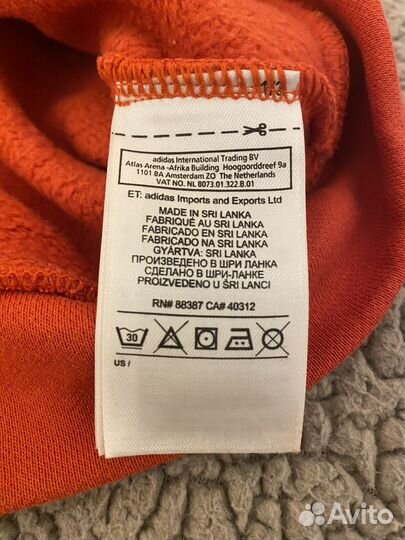 adidas International Trading BV
Atlas Arena -Afrika Building Hoogoorddreef 9a
1101 BA Amsterdam ZO The Netherlands
VAT NO. NL 8073.01.322.B.01
ET: adidas Imports and Exports Ltd
MADE IN SRI LANKA
FABRIQUÉ AU SRI LANKA
FABRICADO EN SRI LANKA
FABRICADO NA SRI LANKA
GYÁRTVA: SRI LANKA
ПРОИЗВЕДЕНО В ШРИ ЛАНКА
СДЕЛАНО В ШРИ-ЛАНКЕ
PROIZVEDENO U ŠRI LANCI
RN# 88387 CA# 40312
30
US /
Avito